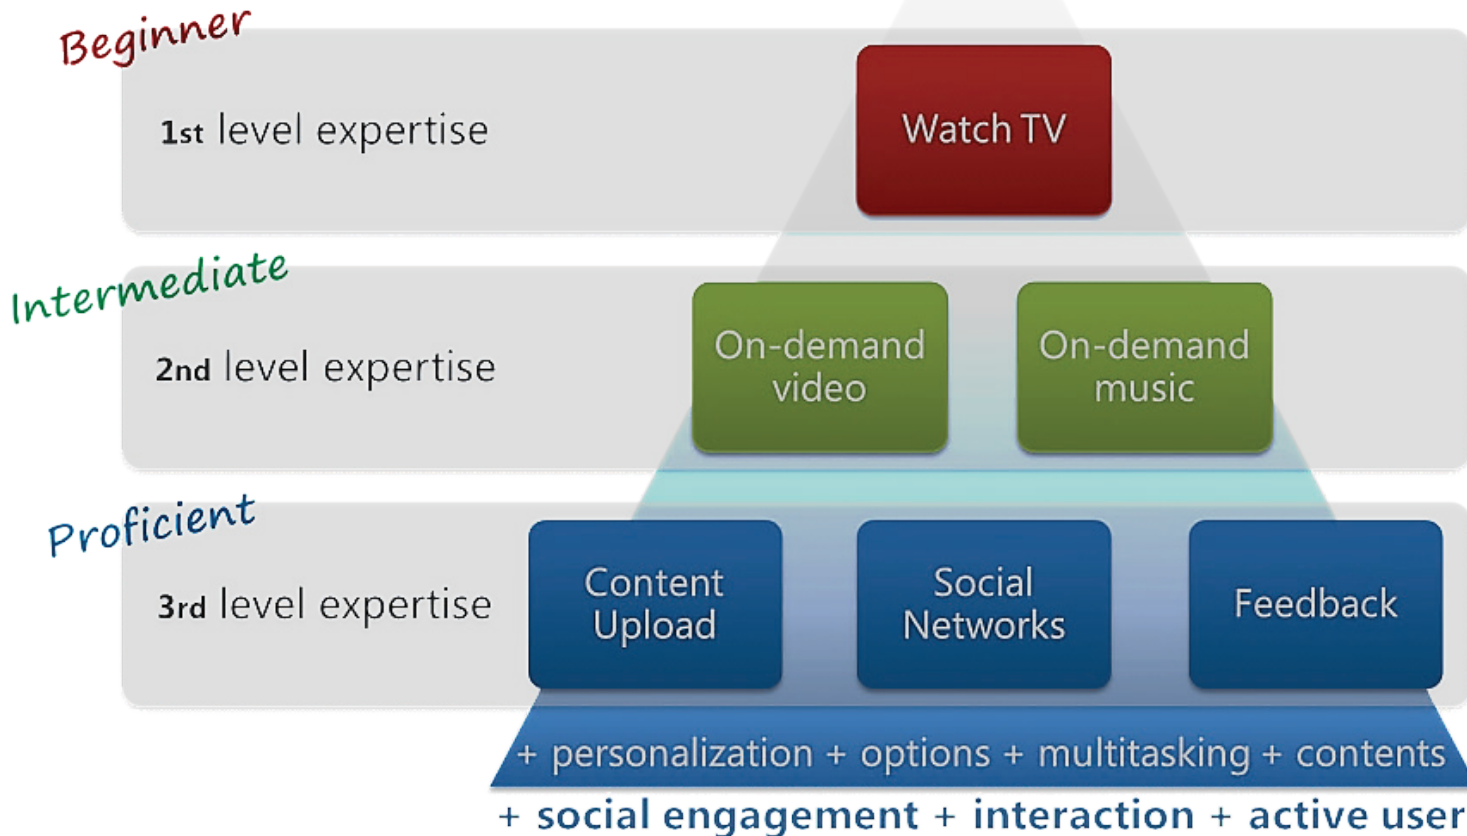 Beginner
1st level expertise
Watch TV
Intermediate
2nd level expertise
On-demand
video
On-demand
music
Proficient
3rd level expertise
Content
Upload
Social
Networks
Feedback
+ personalization + options + multitasking + contents
+ social engagement + interaction + active user